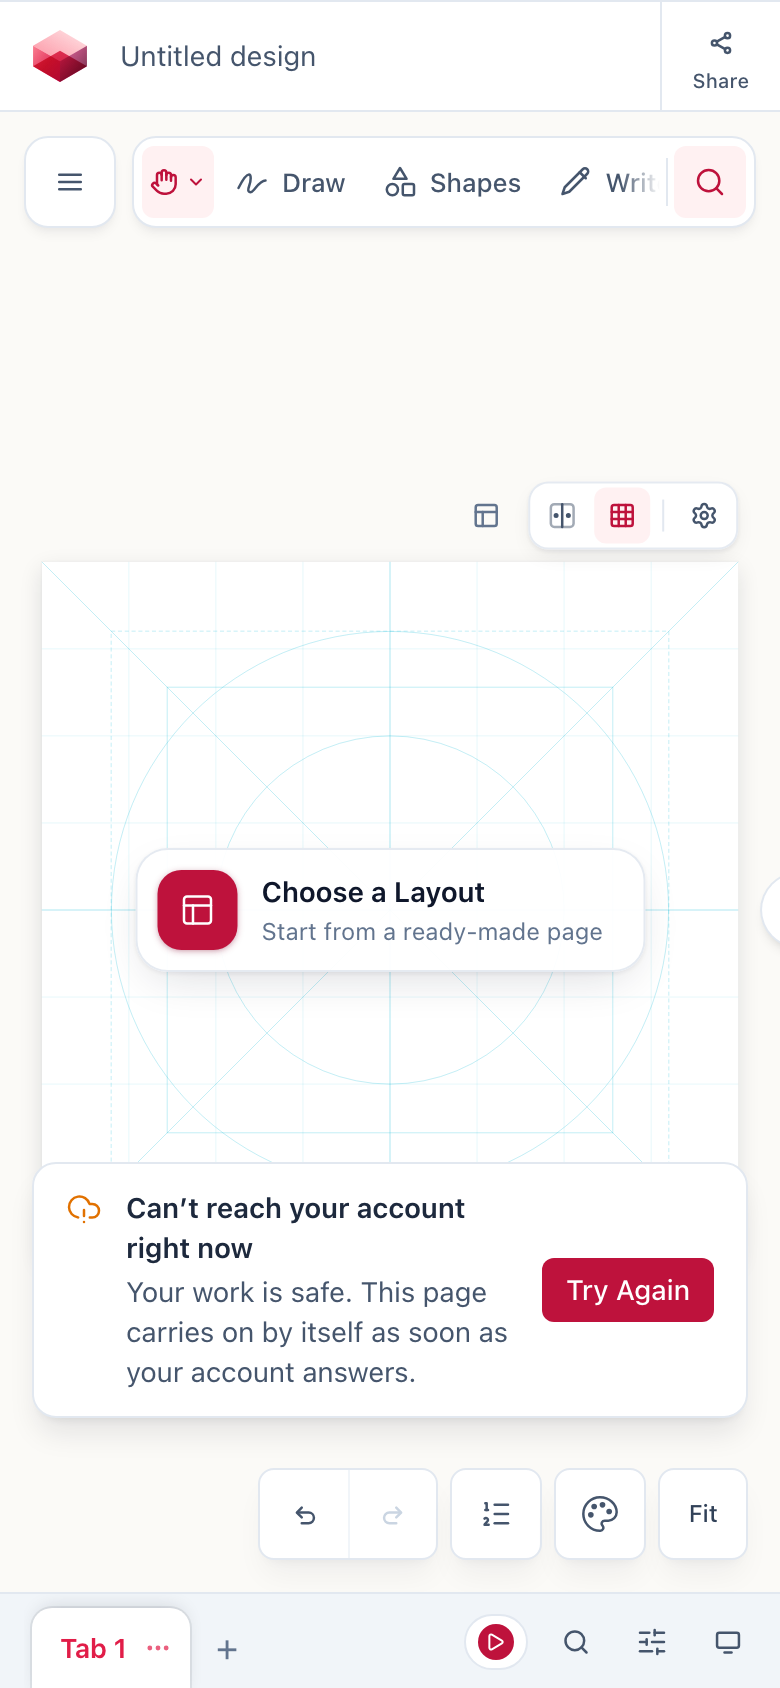 Untitled design
Share
Draw
Shapes
Writ
Choose a Layout
Start from a ready-made page
Can’t reach your account
right now
Your work is safe. This page
carries on by itself as soon as
your account answers.
Try Again
Fit
Tab 1